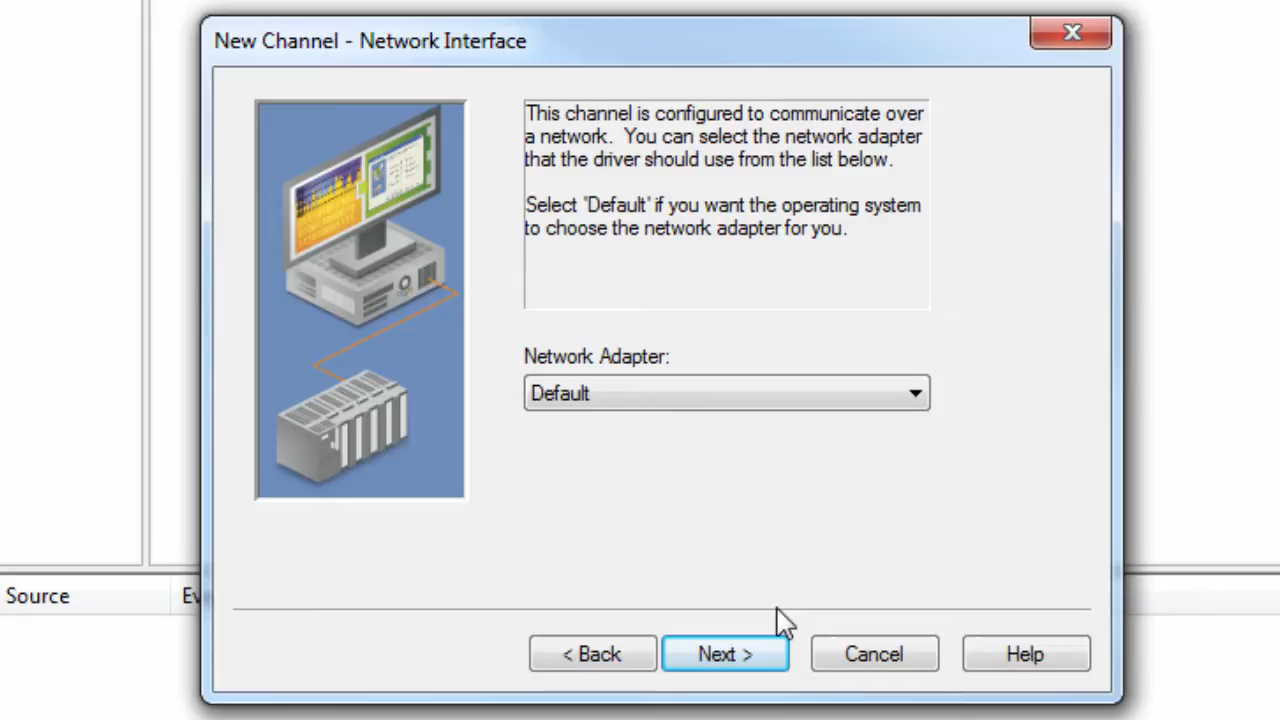 New Channel - Network Interface
This channel is configured to communicate over
a network. You can select the network adapter
that the driver should use from the list below.
Select 'Default' if you want the operating system
to choose the network adapter for you.
Network Adapter:
Default
Source
Ev
< Back
Next >
Cancel
Help